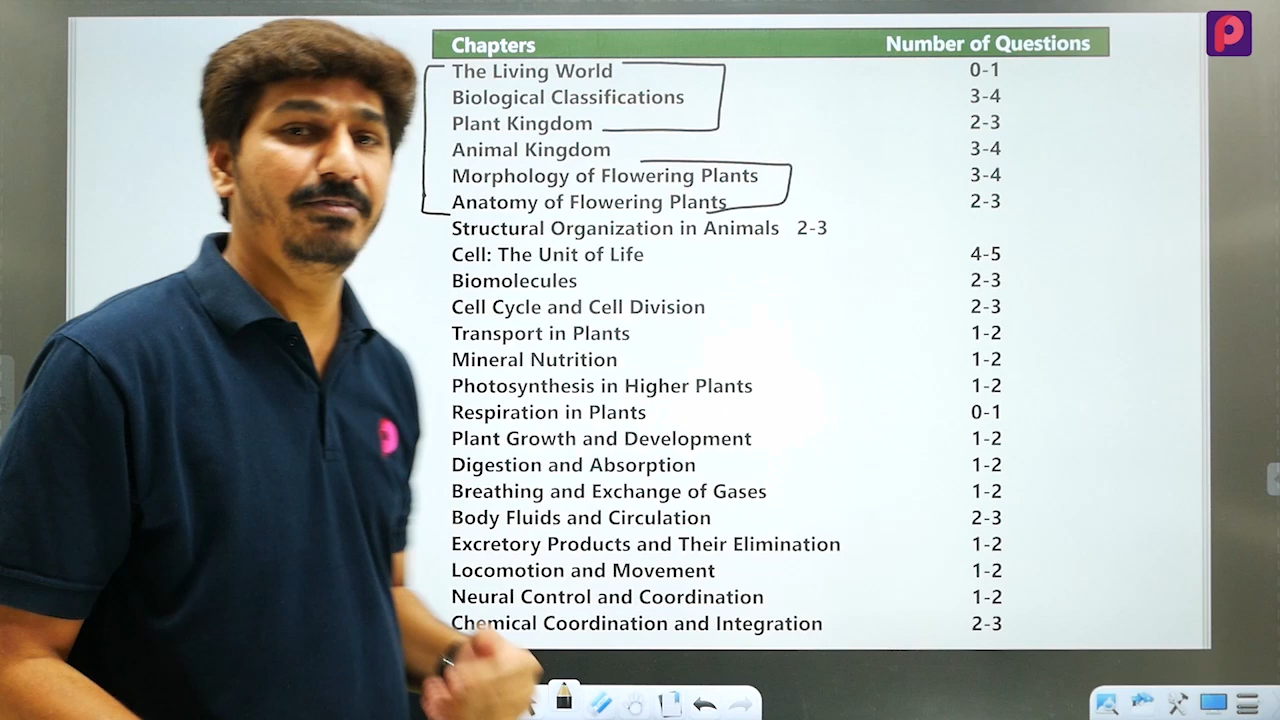 Chapters Number of Questions
The Living World 0-1
Biological Classifications 3-4
Plant Kingdom 2-3
Animal Kingdom 3-4
Morphology of Flowering Plants 3-4
Anatomy of Flowering Plants 2-3
Structural Organization in Animals 2-3
Cell: The Unit of Life 4-5
Biomolecules 2-3
Cell Cycle and Cell Division 2-3
Transport in Plants 1-2
Mineral Nutrition 1-2
Photosynthesis in Higher Plants 1-2
Respiration in Plants 0-1
Plant Growth and Development 1-2
Digestion and Absorption 1-2
Breathing and Exchange of Gases 1-2
Body Fluids and Circulation 2-3
Excretory Products and Their Elimination 1-2
Locomotion and Movement 1-2
Neural Control and Coordination 1-2
Chemical Coordination and Integration 2-3